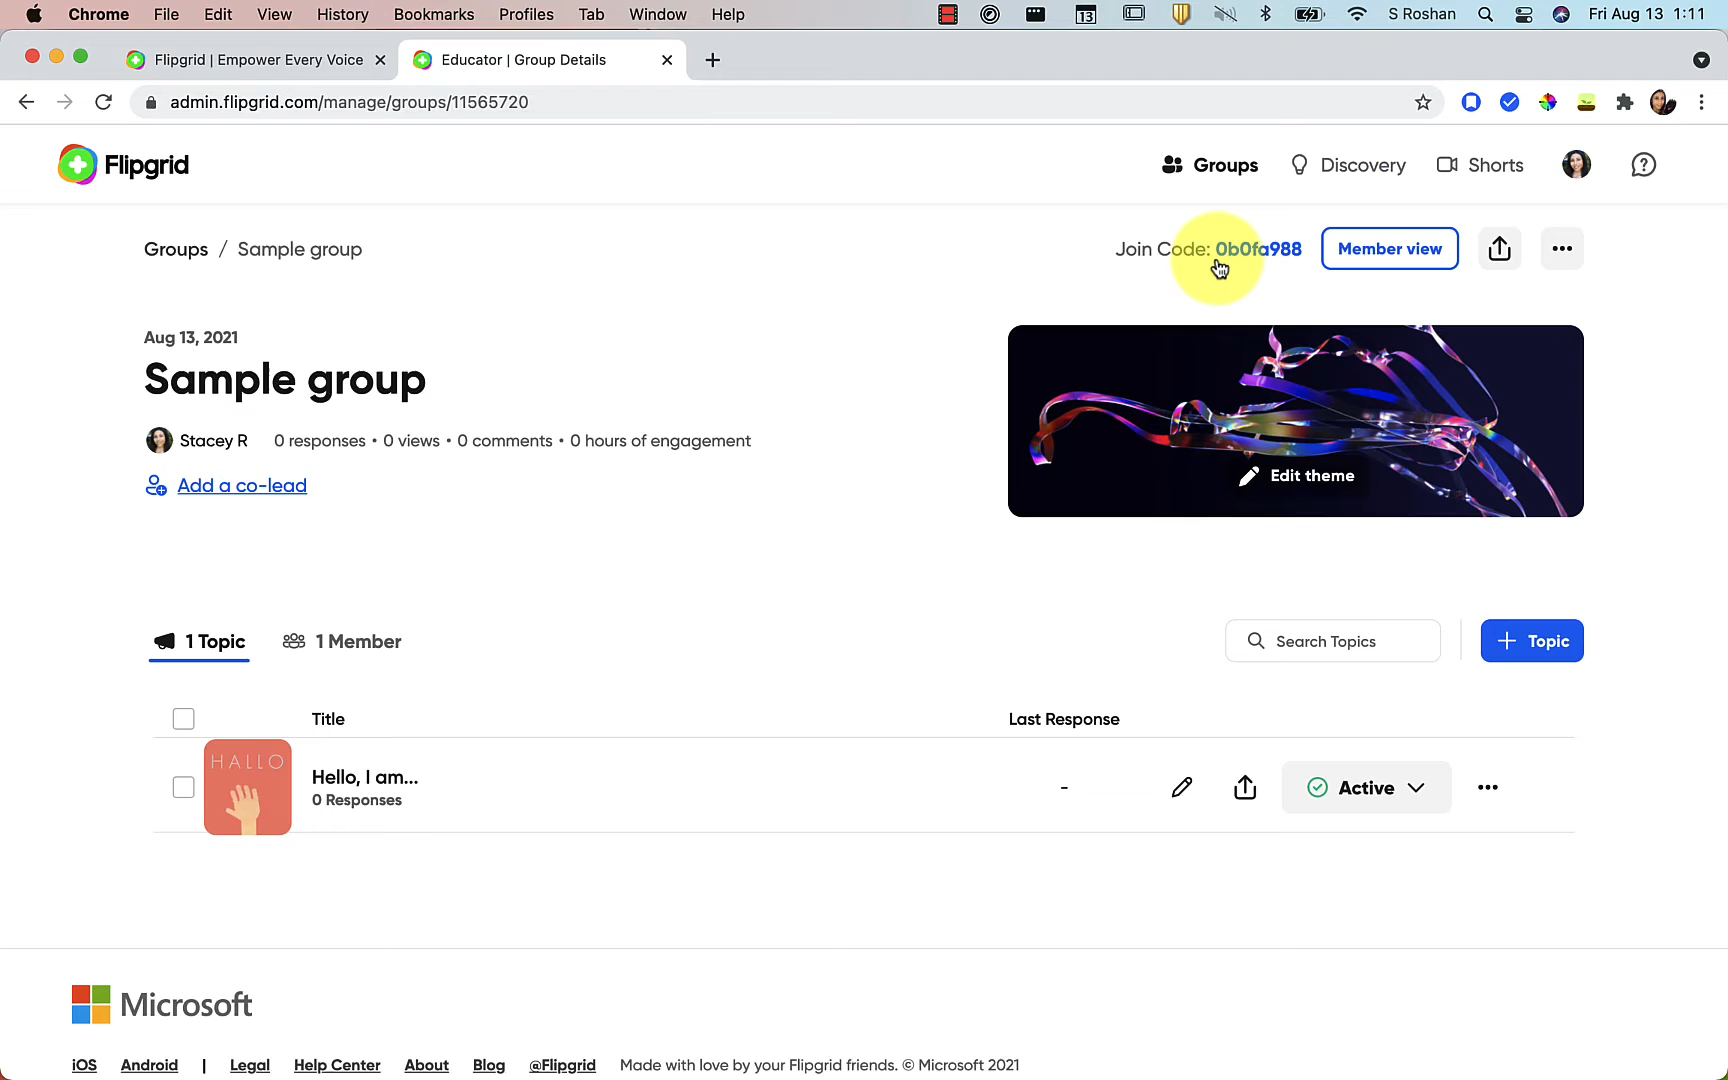 Chrome File Edit View History Bookmarks Profiles Tab Window Help 13 S Roshan Fri Aug 13 1:11
Flipgrid | Empower Every Voice Educator | Group Details
admin.flipgrid.com/manage/groups/11565720
Flipgrid Groups Discovery Shorts
Groups / Sample group Join Code: 0b0fa988 Member view
Aug 13, 2021
Sample group
Stacey R 0 responses • 0 views • 0 comments • 0 hours of engagement
Edit theme
Add a co-lead
1 Topic 1 Member Search Topics + Topic
Title Last Response
HALLO
Hello, I am...
0 Responses - Active
Microsoft
iOS Android | Legal Help Center About Blog @Flipgrid Made with love by your Flipgrid friends. © Microsoft 2021